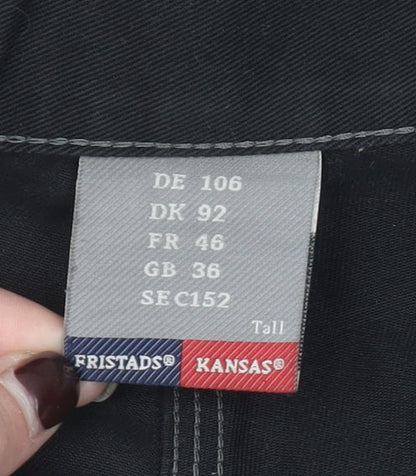 DE 106
DK 92
FR 46
GB 36
SE C152
Tall
FRISTADS® KANSAS®